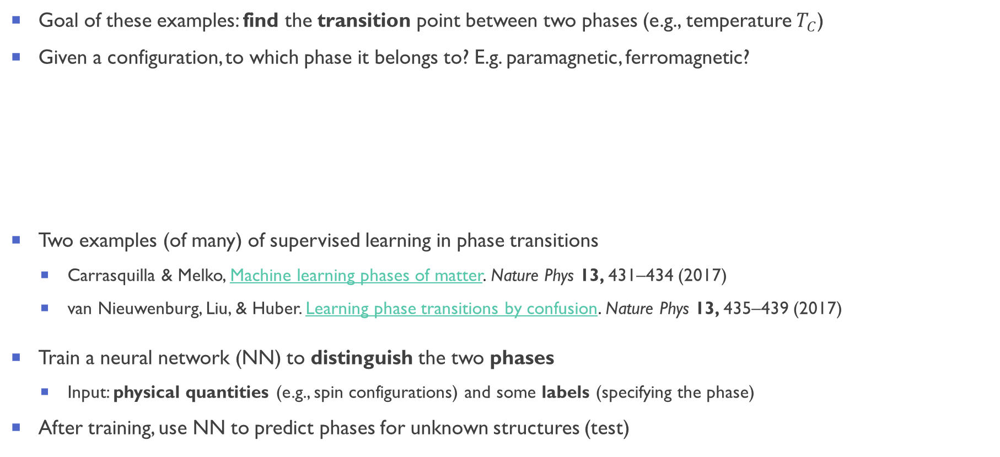 Goal of these examples: find the transition point between two phases (e.g., temperature T_C)
Given a configuration, to which phase it belongs to? E.g. paramagnetic, ferromagnetic?
Two examples (of many) of supervised learning in phase transitions
Carrasquilla & Melko, Machine learning phases of matter. Nature Phys 13, 431–434 (2017)
van Nieuwenburg, Liu, & Huber. Learning phase transitions by confusion. Nature Phys 13, 435–439 (2017)
Train a neural network (NN) to distinguish the two phases
Input: physical quantities (e.g., spin configurations) and some labels (specifying the phase)
After training, use NN to predict phases for unknown structures (test)